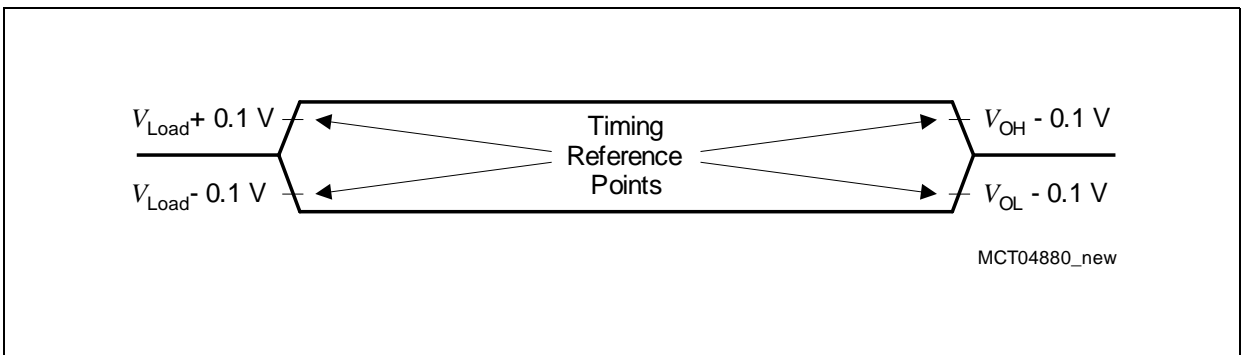 V_Load + 0.1 V
Timing
Reference
Points
V_OH - 0.1 V
V_Load - 0.1 V
V_OL - 0.1 V
MCT04880_new